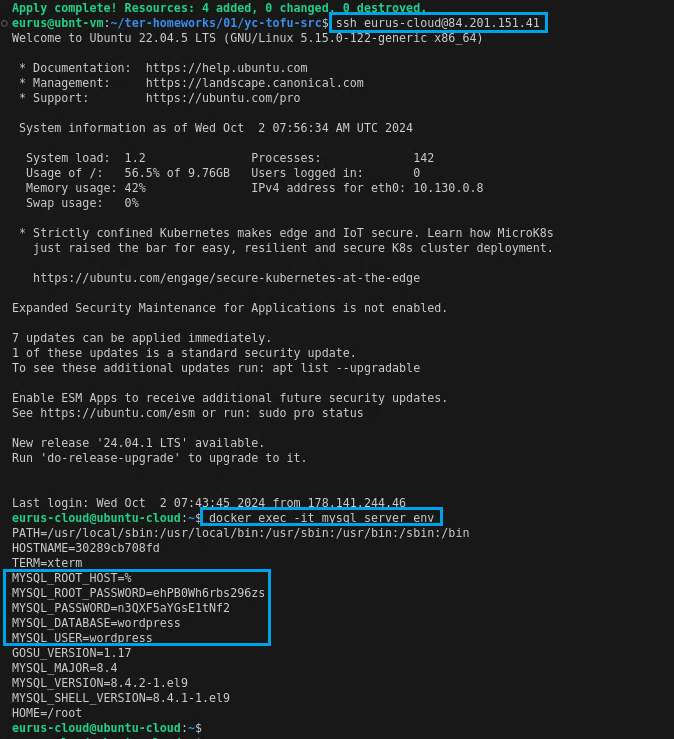 Apply complete! Resources: 4 added, 0 changed, 0 destroyed.
eurus@ubnt-vm:~/ter-homeworks/01/yc-tofu-src$ ssh eurus-cloud@84.201.151.41
Welcome to Ubuntu 22.04.5 LTS (GNU/Linux 5.15.0-122-generic x86_64)

 * Documentation:  https://help.ubuntu.com
 * Management:     https://landscape.canonical.com
 * Support:        https://ubuntu.com/pro

 System information as of Wed Oct  2 07:56:34 AM UTC 2024

  System load:  1.2               Processes:             142
  Usage of /:   56.5% of 9.76GB   Users logged in:       0
  Memory usage: 42%               IPv4 address for eth0: 10.130.0.8
  Swap usage:   0%

 * Strictly confined Kubernetes makes edge and IoT secure. Learn how MicroK8s
   just raised the bar for easy, resilient and secure K8s cluster deployment.

   https://ubuntu.com/engage/secure-kubernetes-at-the-edge

Expanded Security Maintenance for Applications is not enabled.

7 updates can be applied immediately.
1 of these updates is a standard security update.
To see these additional updates run: apt list --upgradable

Enable ESM Apps to receive additional future security updates.
See https://ubuntu.com/esm or run: sudo pro status

New release '24.04.1 LTS' available.
Run 'do-release-upgrade' to upgrade to it.

Last login: Wed Oct  2 07:43:45 2024 from 178.141.244.46
eurus-cloud@ubuntu-cloud:~$ docker exec -it mysql_server env
PATH=/usr/local/sbin:/usr/local/bin:/usr/sbin:/usr/bin:/sbin:/bin
HOSTNAME=30289cb708fd
TERM=xterm
MYSQL_ROOT_HOST=%
MYSQL_ROOT_PASSWORD=ehPB0Wh6rbs296zs
MYSQL_PASSWORD=n3QXF5aYGsE1tNf2
MYSQL_DATABASE=wordpress
MYSQL_USER=wordpress
GOSU_VERSION=1.17
MYSQL_MAJOR=8.4
MYSQL_VERSION=8.4.2-1.el9
MYSQL_SHELL_VERSION=8.4.1-1.el9
HOME=/root
eurus-cloud@ubuntu-cloud:~$